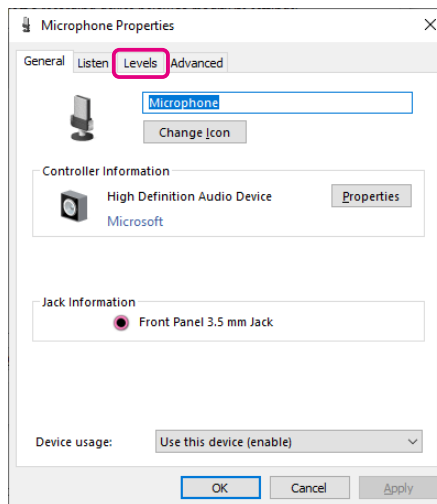 Microphone Properties
General Listen Levels Advanced
Microphone
Change Icon
Controller Information
High Definition Audio Device
Properties
Microsoft
Jack Information
Front Panel 3.5 mm Jack
Device usage: Use this device (enable)
OK Cancel Apply